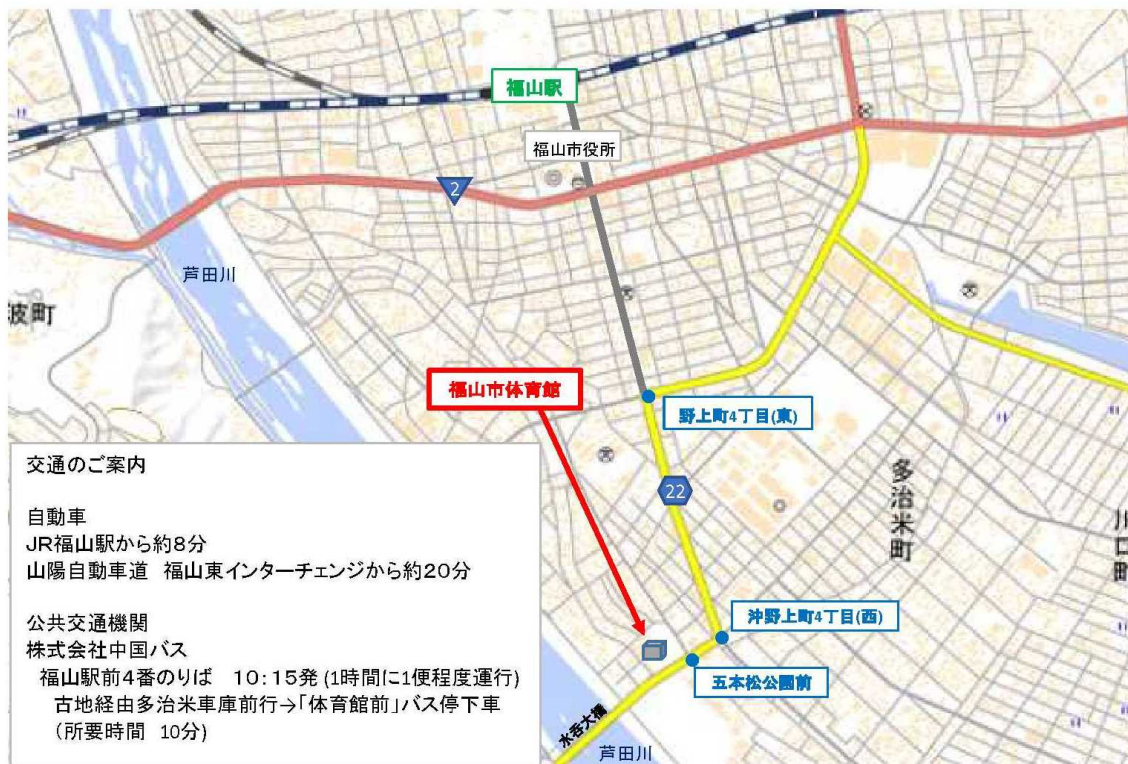 福山駅
福山市役所
2
芦田川
波町
福山市体育館
野上町4丁目(東)
22
多治米町
川口町
沖野上町4丁目(西)
五本松公園前
水呑大橋
芦田川
交通のご案内
自動車
JR福山駅から約8分
山陽自動車道 福山東インターチェンジから約20分
公共交通機関
株式会社中国バス
福山駅前4番のりば 10:15発 (1時間に1便程度運行)
古地経由多治米車庫前行→「体育館前」バス停下車
(所要時間 10分)